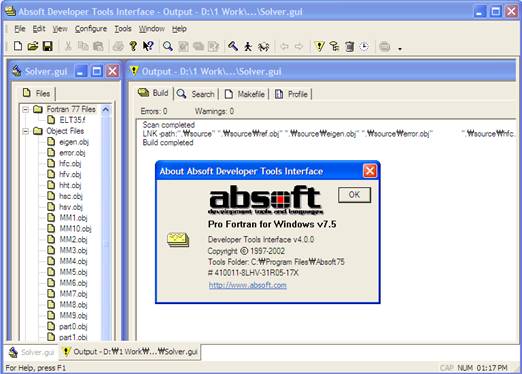 Absoft Developer Tools Interface - Output - D:\1 Work\...\Solver.gui
File Edit View Configure Tools Window Help
Solver.gui
Files
Fortran 77 Files
ELT35.f
Object Files
eigen.obj
error.obj
hfc.obj
hfv.obj
hht.obj
hsc.obj
hsv.obj
MM1.obj
MM10.obj
MM2.obj
MM3.obj
MM4.obj
MM5.obj
MM6.obj
MM7.obj
MM8.obj
MM9.obj
part0.obj
part1.obj
Output - D:\1 Work\...\Solver.gui
Build Search Makefile Profile
Errors: 0 Warnings: 0
Scan completed
LNK -path:".₩source" ".₩source₩ref.obj" ".₩source₩eigen.obj" ".₩source₩error.obj" ".₩source₩hfc.
Build completed
About Absoft Developer Tools Interface
absoft
development tools and languages
OK
Pro Fortran for Windows v7.5
Developer Tools Interface v4.0.0
Copyright © 1997-2002
Tools Folder: C:₩Program Files₩Absoft75
# 410011-8LHV-31R05-17X
http://www.absoft.com
Solver.gui Output - D:₩1 Work₩...₩Solver.gui
For Help, press F1
CAP NUM 01:17 PM